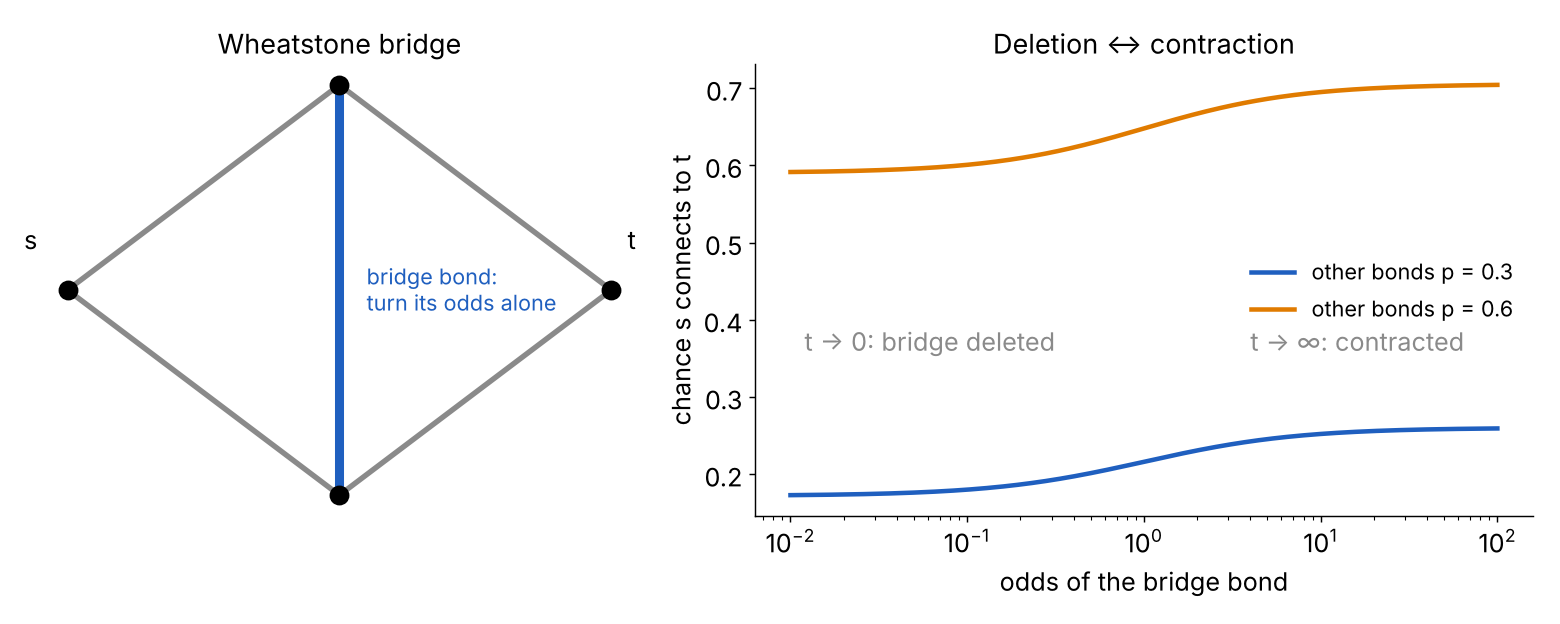 Wheatstone bridge
s
t
bridge bond:
turn its odds alone
Deletion ↔ contraction
chance s connects to t
0.7
0.6
0.5
0.4
0.3
0.2
other bonds p = 0.3
other bonds p = 0.6
t → 0: bridge deleted
t → ∞: contracted
10⁻²
10⁻¹
10⁰
10¹
10²
odds of the bridge bond